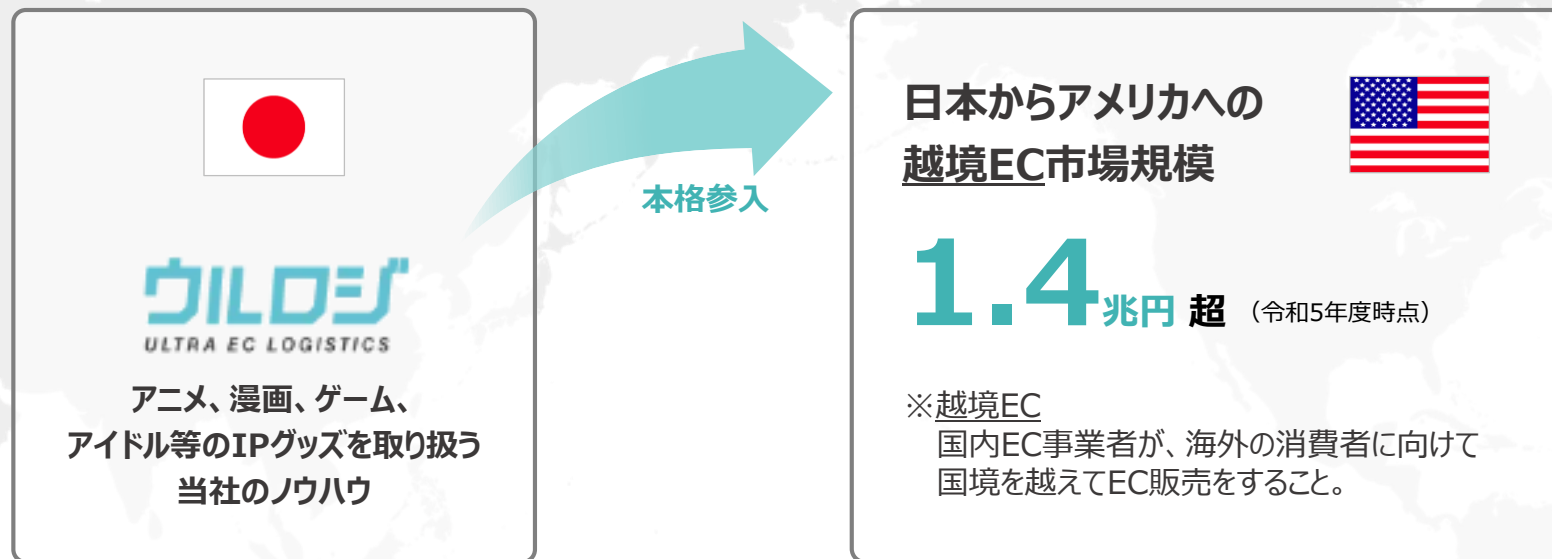 ウルロジ
ULTRA EC LOGISTICS
アニメ、漫画、ゲーム、
アイドル等のIPグッズを取り扱う
当社のノウハウ
本格参入
日本からアメリカへの
越境EC市場規模
1.4兆円 超 （令和5年度時点）
※越境EC
国内EC事業者が、海外の消費者に向けて
国境を越えてEC販売をすること。